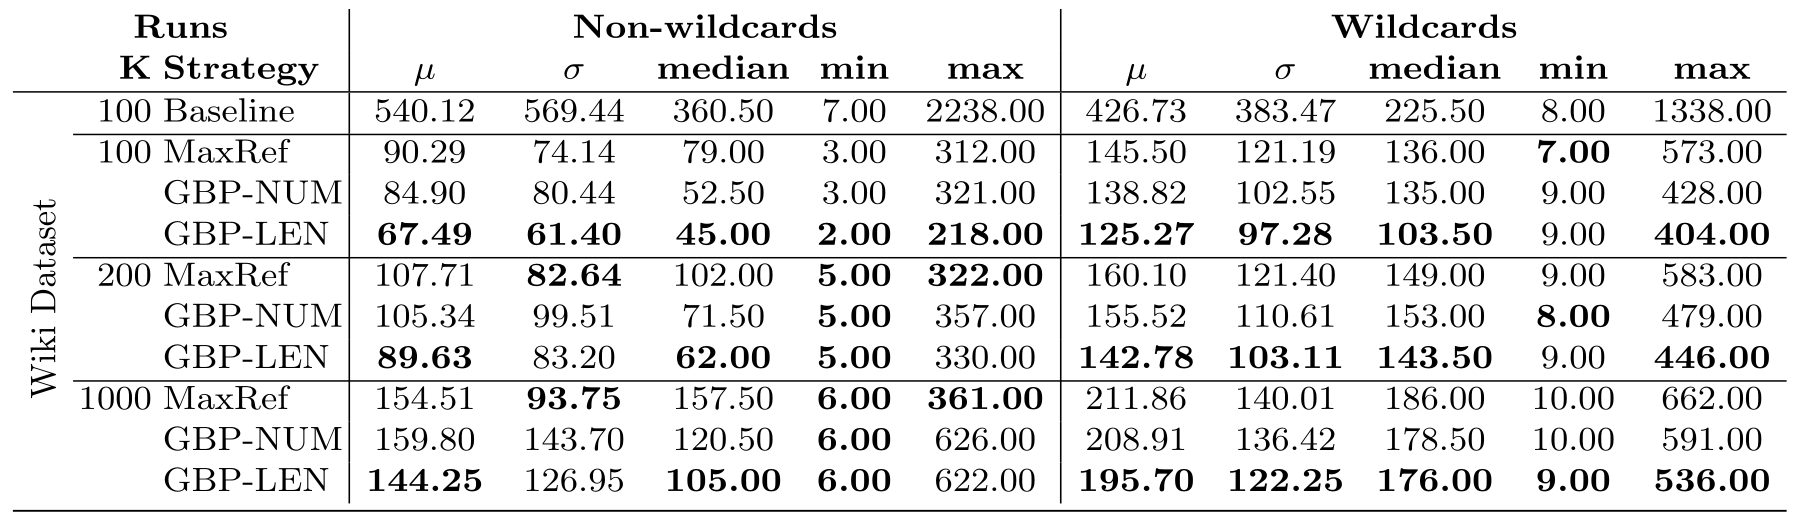 Runs Non-wildcards Wildcards
K Strategy μ σ median min max μ σ median min max
100 Baseline 540.12 569.44 360.50 7.00 2238.00 426.73 383.47 225.50 8.00 1338.00
100 MaxRef 90.29 74.14 79.00 3.00 312.00 145.50 121.19 136.00 7.00 573.00
GBP-NUM 84.90 80.44 52.50 3.00 321.00 138.82 102.55 135.00 9.00 428.00
GBP-LEN 67.49 61.40 45.00 2.00 218.00 125.27 97.28 103.50 9.00 404.00
200 MaxRef 107.71 82.64 102.00 5.00 322.00 160.10 121.40 149.00 9.00 583.00
GBP-NUM 105.34 99.51 71.50 5.00 357.00 155.52 110.61 153.00 8.00 479.00
GBP-LEN 89.63 83.20 62.00 5.00 330.00 142.78 103.11 143.50 9.00 446.00
1000 MaxRef 154.51 93.75 157.50 6.00 361.00 211.86 140.01 186.00 10.00 662.00
GBP-NUM 159.80 143.70 120.50 6.00 626.00 208.91 136.42 178.50 10.00 591.00
GBP-LEN 144.25 126.95 105.00 6.00 622.00 195.70 122.25 176.00 9.00 536.00
Wiki Dataset